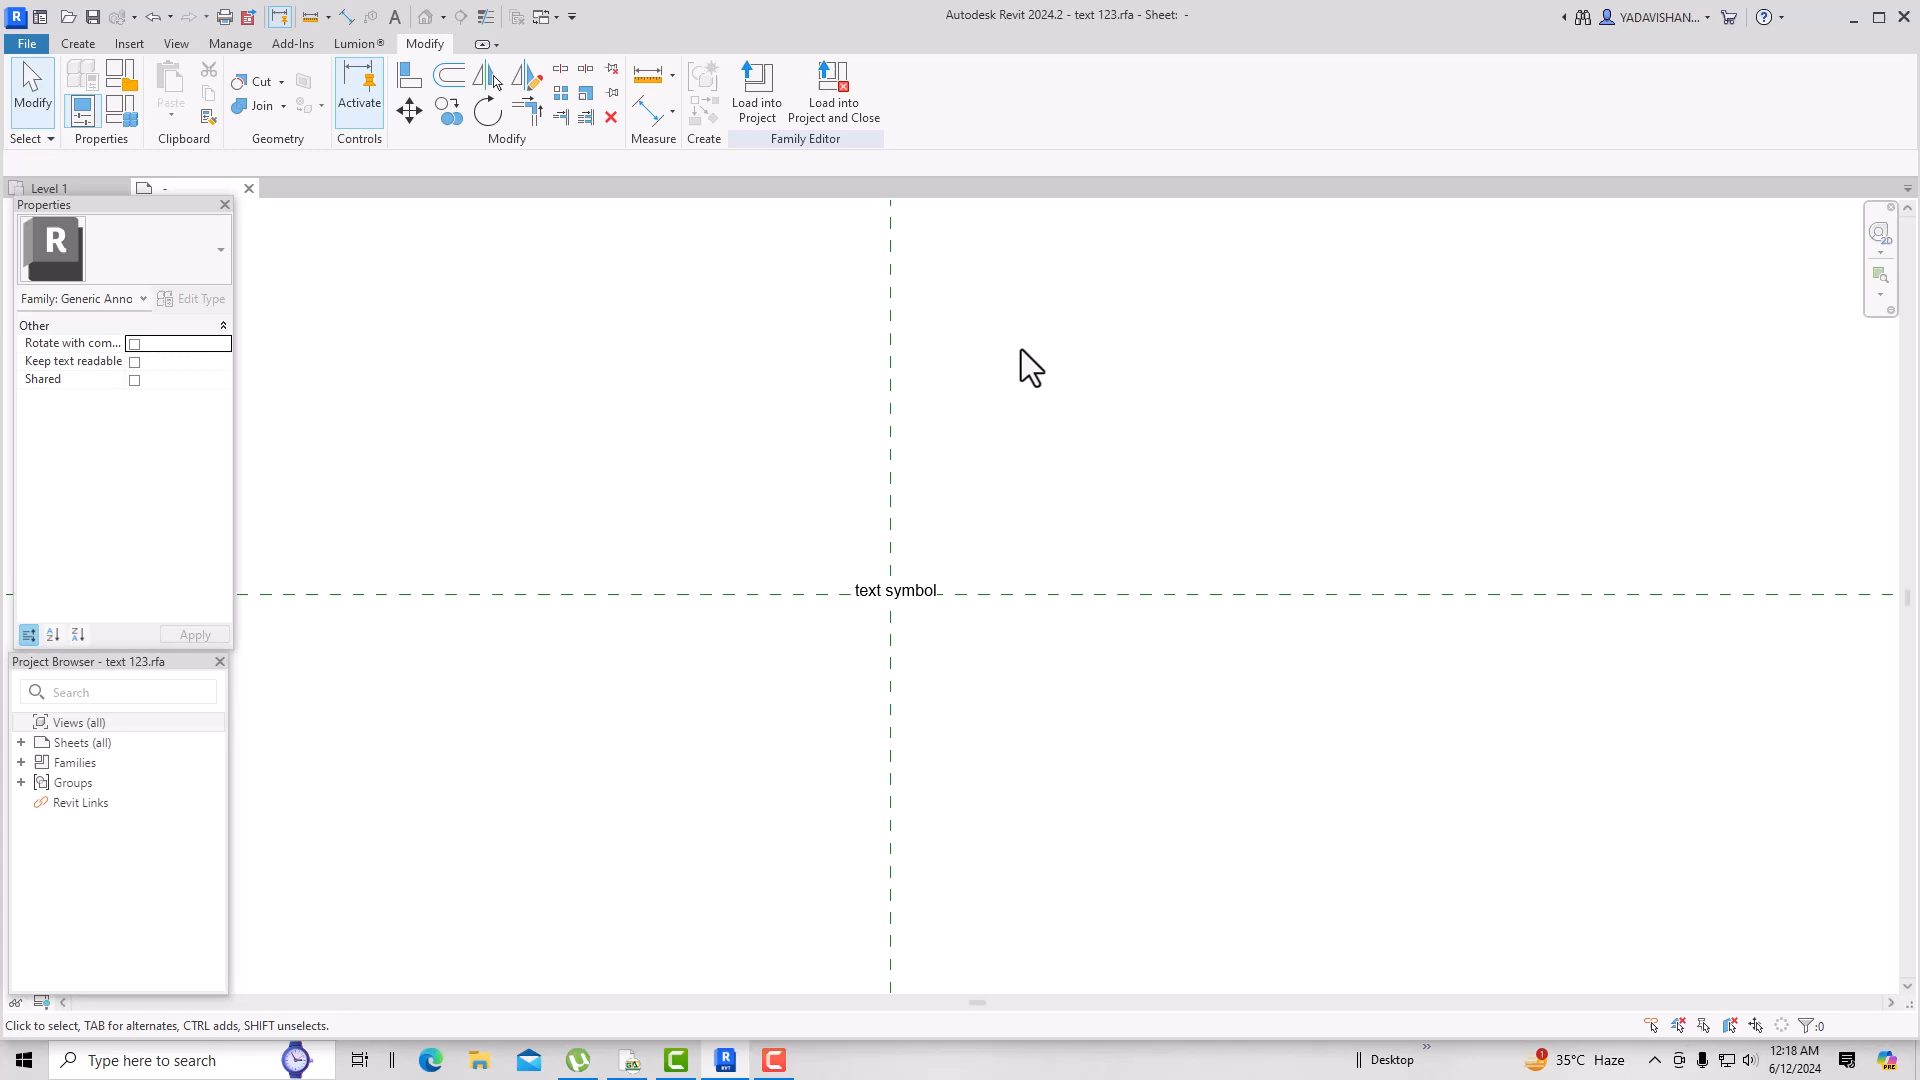 Autodesk Revit 2024.2 - text 123.rfa - Sheet: -
YADAVISHAN...
File Create Insert View Manage Add-Ins Lumion® Modify
Modify
Paste
Cut
Join
Activate
Load into
Project
Load into
Project and Close
Select Properties Clipboard Geometry Controls Modify Measure Create Family Editor
Level 1
-
Properties
R
Family: Generic Anno
Edit Type
Other
Rotate with com...
Keep text readable
Shared
Apply
text symbol
2D
Project Browser - text 123.rfa
Search
Views (all)
Sheets (all)
Families
Groups
Revit Links
Click to select, TAB for alternates, CTRL adds, SHIFT unselects.
:0
Type here to search
Desktop
35°C Haze
12:18 AM
6/12/2024